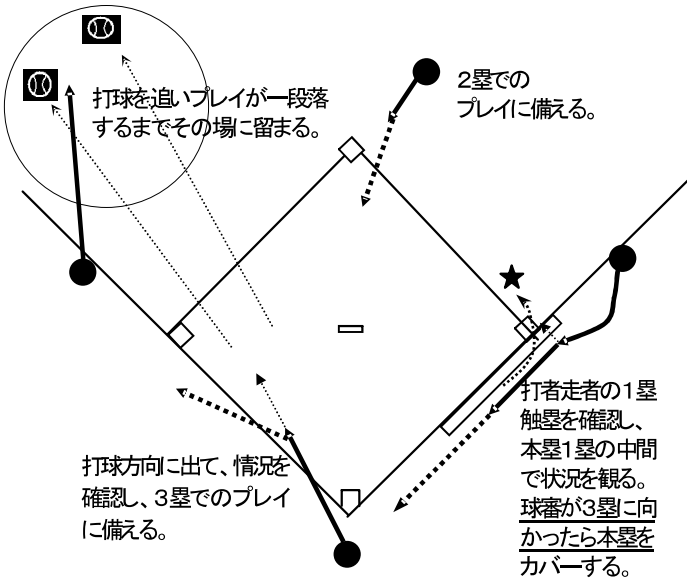 打球を追いプレイが一段落
するまでその場に留まる。
２塁での
プレイに備える。
打球方向に出て、情況を
確認し、３塁でのプレイ
に備える。
打者走者の１塁
触塁を確認し、
本塁１塁の中間
で状況を観る。
球審が３塁に向
かったら本塁を
カバーする。